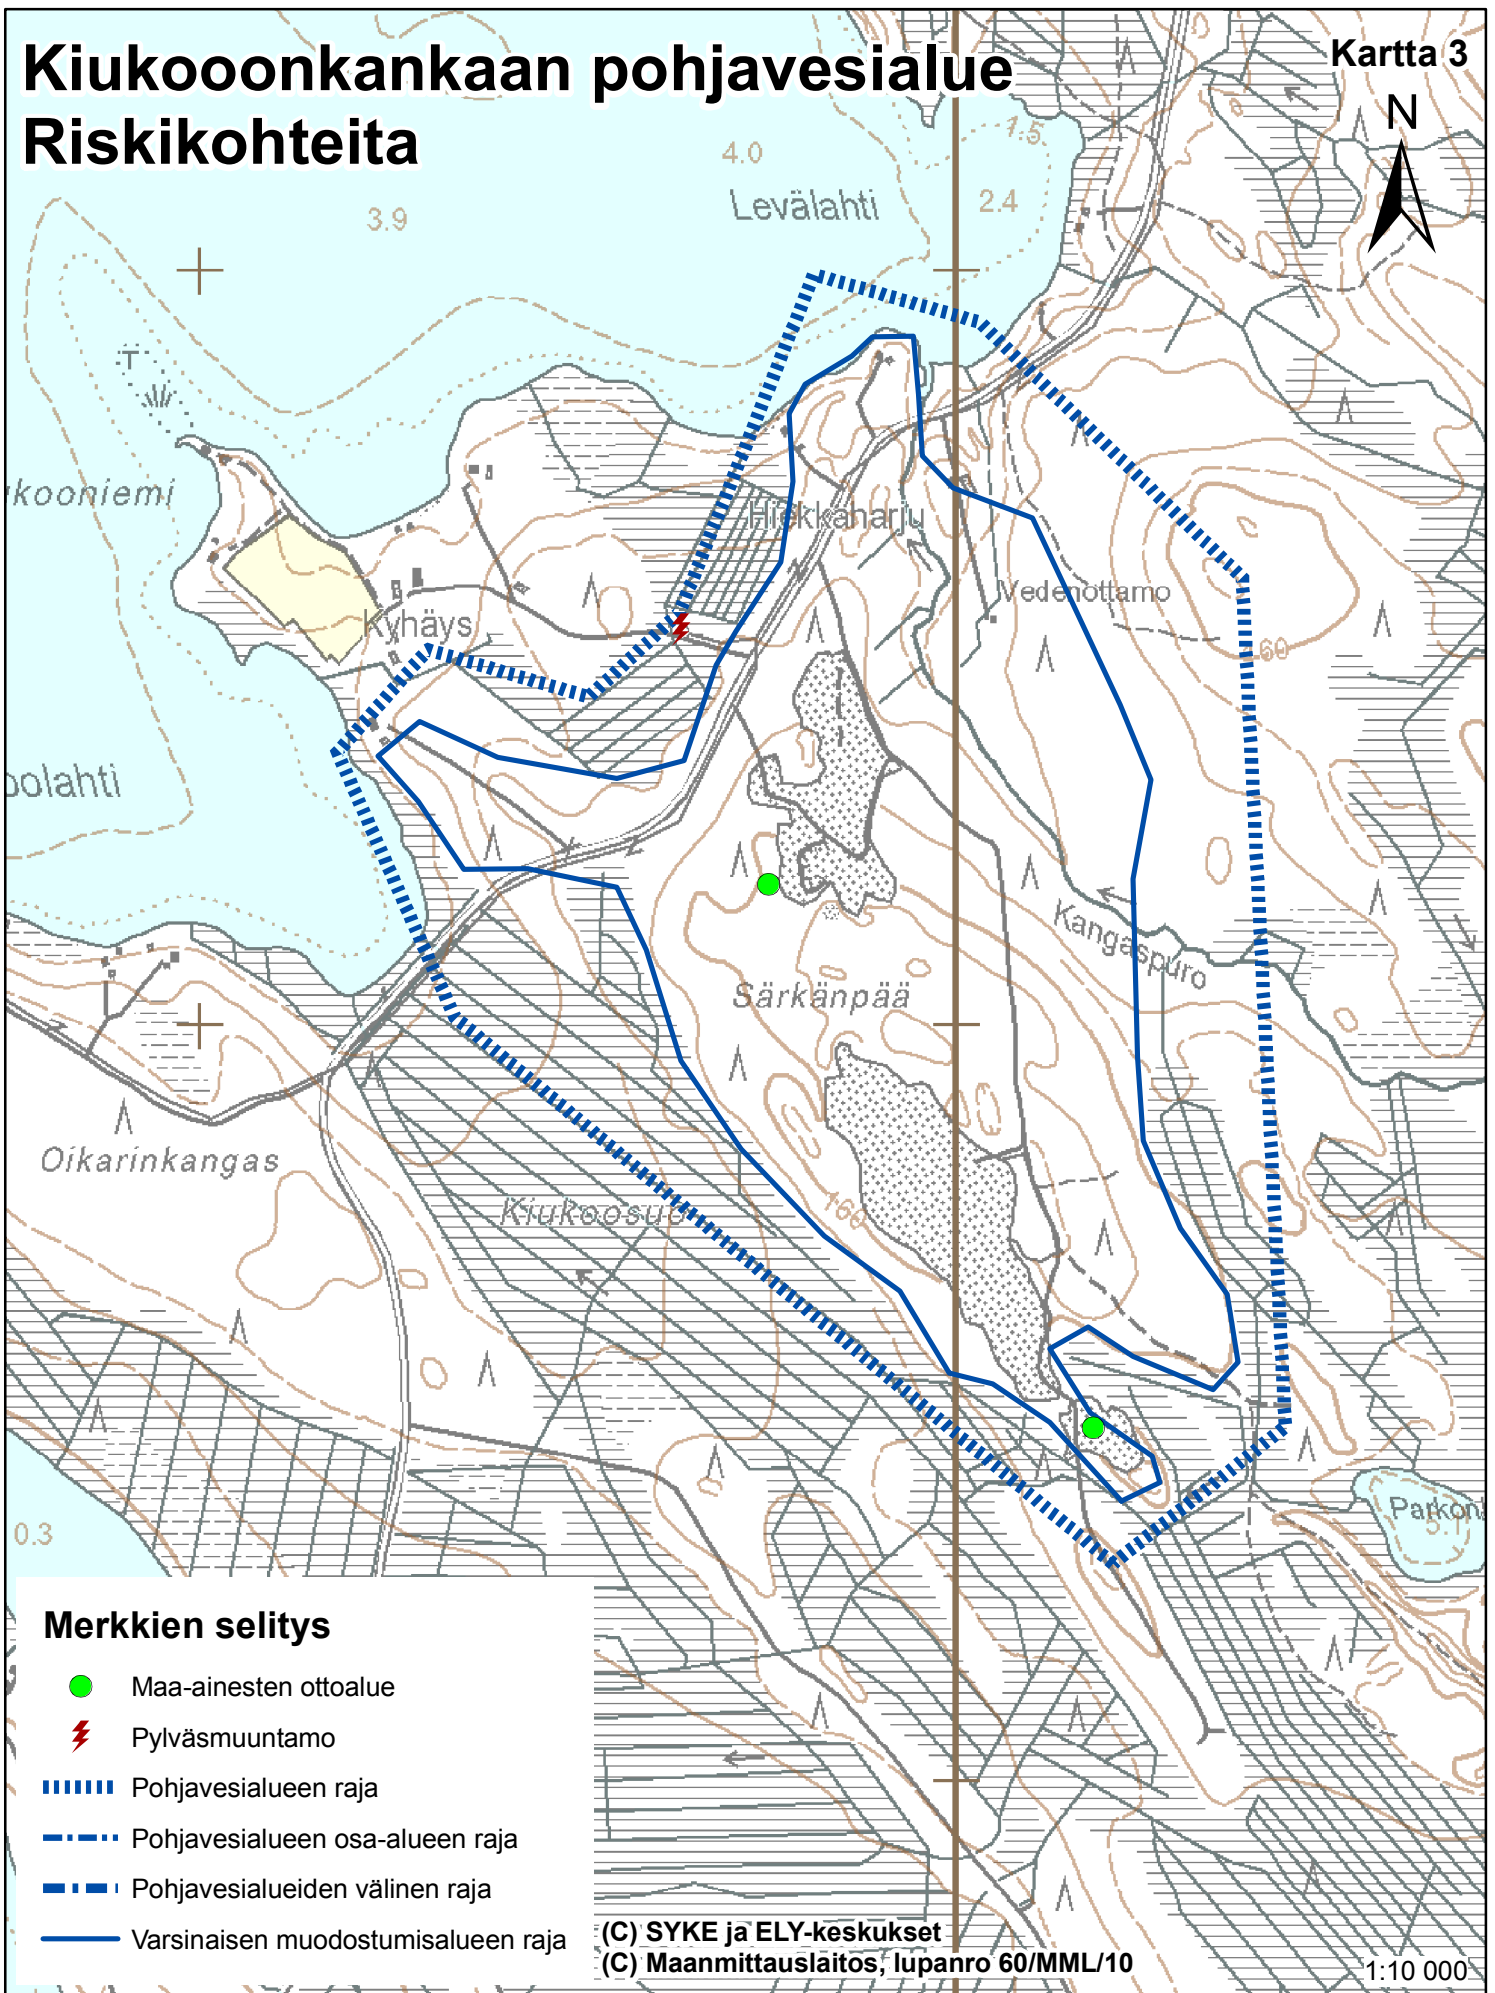 Kiukooonkankaan pohjavesialue
Riskikohteita
Kartta 3
N
4.0
1.5
3.9
Levälahti
2.4
T
kooniemi
Hiekkaharju
Vedenottamo
Kyhäys
160
olahti
Kangaspuro
Särkänpää
Oikarinkangas
Kiukoosuo
160
0.3
Parkon
5.1
Merkkien selitys
Maa-ainesten ottoalue
Pylväsmuuntamo
Pohjavesialueen raja
Pohjavesialueen osa-alueen raja
Pohjavesialueiden välinen raja
Varsinaisen muodostumisalueen raja
(C) SYKE ja ELY-keskukset
(C) Maanmittauslaitos, lupanro 60/MML/10
1:10 000